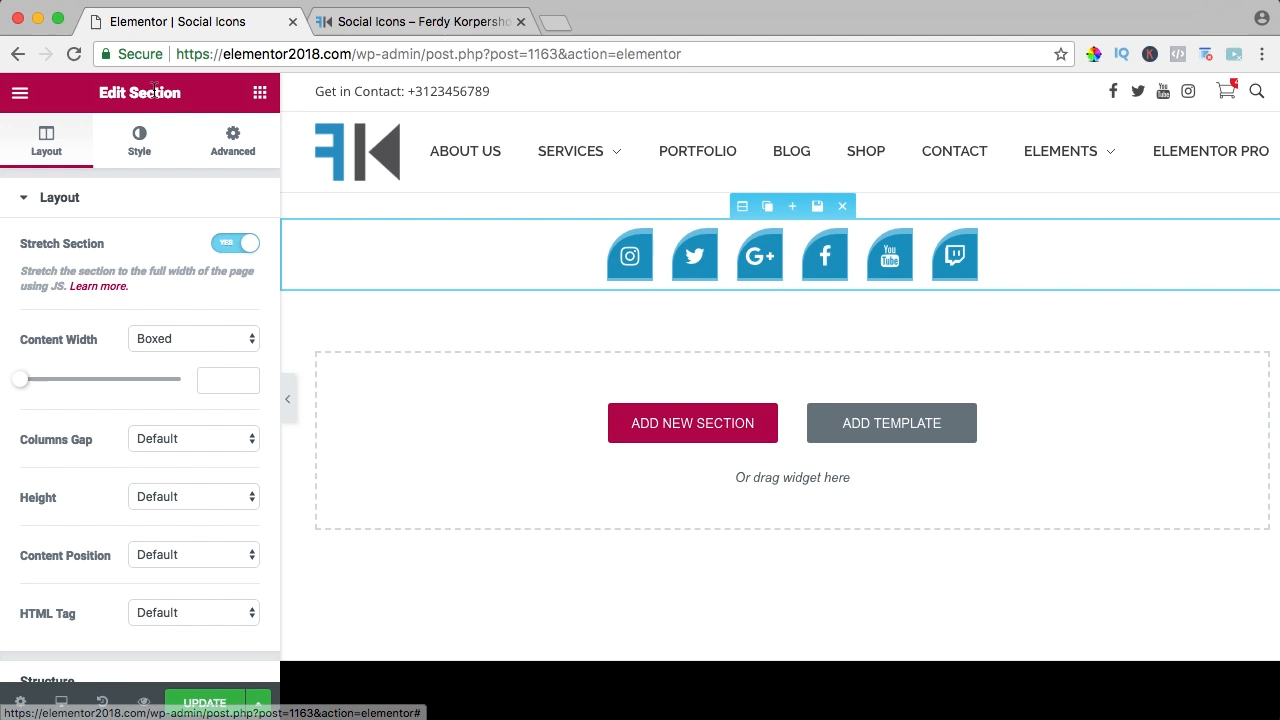 Elementor | Social Icons
Social Icons – Ferdy Korpersho
Secure
https://elementor2018.com/wp-admin/post.php?post=1163&action=elementor
Edit Section
Get in Contact: +3123456789
ABOUT US
SERVICES
PORTFOLIO
BLOG
SHOP
CONTACT
ELEMENTS
ELEMENTOR PRO
Layout
Style
Advanced
Layout
Stretch Section
YES
Stretch the section to the full width of the page
using JS. Learn more.
Content Width
Boxed
Columns Gap
Default
Height
Default
Content Position
Default
HTML Tag
Default
Structure
You
Tube
ADD NEW SECTION
ADD TEMPLATE
Or drag widget here
UPDATE
https://elementor2018.com/wp-admin/post.php?post=1163&action=elementor#